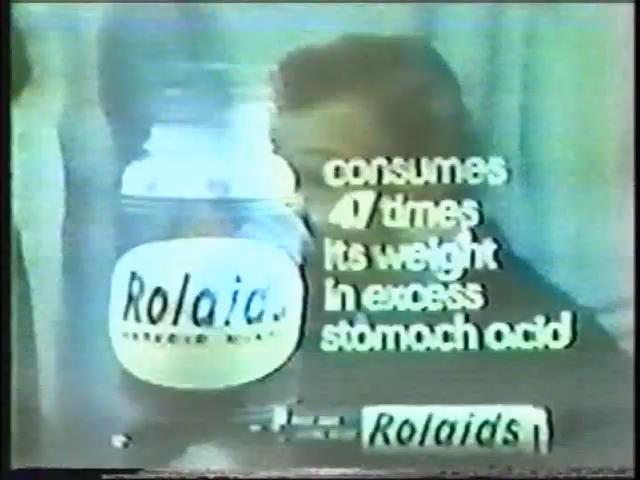 consumes
47 times
its weight
in excess
stomach acid
Rolaids
Rolaids